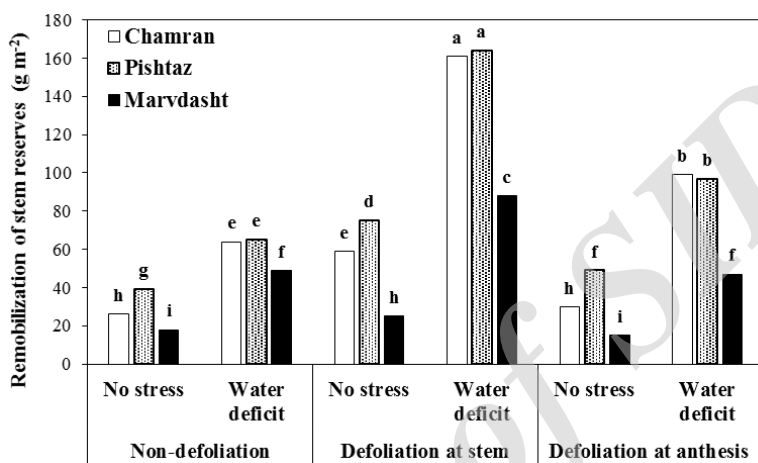 Remobilization of stem reserves (g m⁻²)
180
160
140
120
100
80
60
40
20
0
Chamran
Pishtaz
Marvdasht
h g i
e e f
e d h
a a c
h f i
b b f
No stress Water deficit No stress Water deficit No stress Water deficit
Non-defoliation Defoliation at stem Defoliation at anthesis
of SID